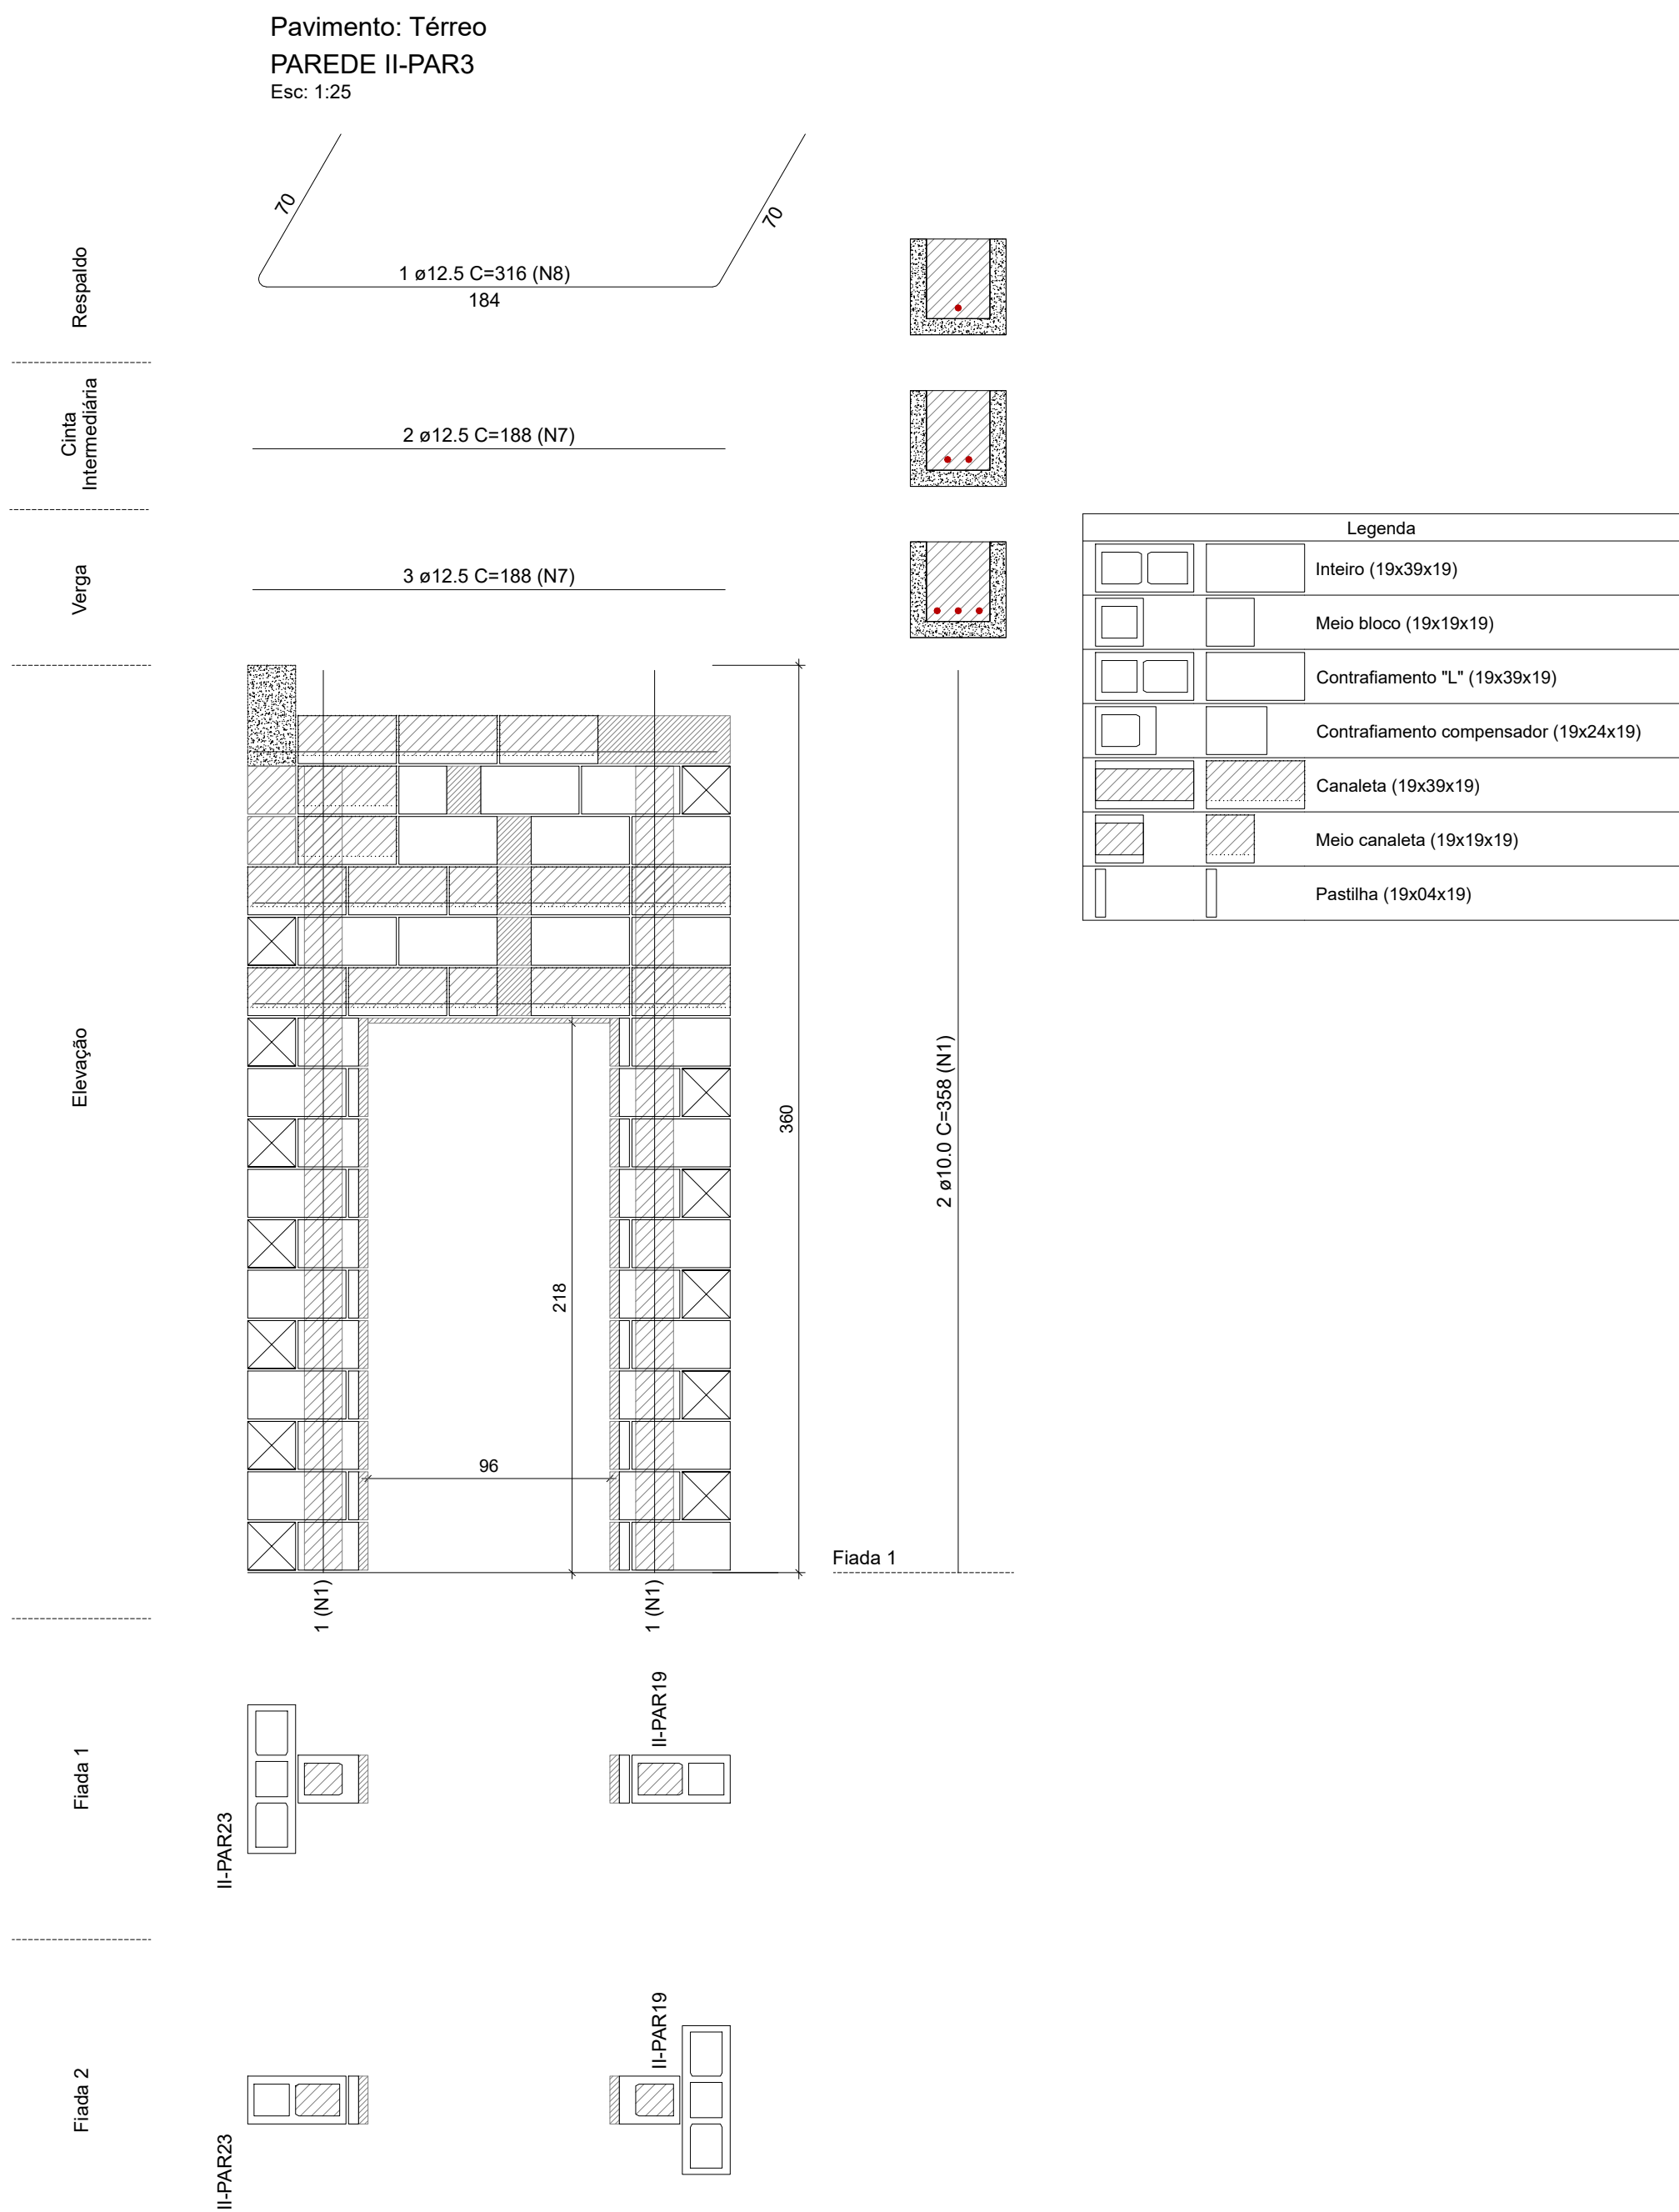 Pavimento: Térreo
PAREDE II-PAR3
Esc: 1:25
Respaldo
70
70
1 ø12.5 C=316 (N8)
184
Cinta
Intermediária
2 ø12.5 C=188 (N7)
Verga
3 ø12.5 C=188 (N7)
Legenda
Inteiro (19x39x19)
Meio bloco (19x19x19)
Contrafiamento "L" (19x39x19)
Contrafiamento compensador (19x24x19)
Canaleta (19x39x19)
Meio canaleta (19x19x19)
Pastilha (19x04x19)
Elevação
218
96
360
2 ø10.0 C=358 (N1)
Fiada 1
1 (N1)
1 (N1)
Fiada 1
II-PAR23
II-PAR19
Fiada 2
II-PAR23
II-PAR19